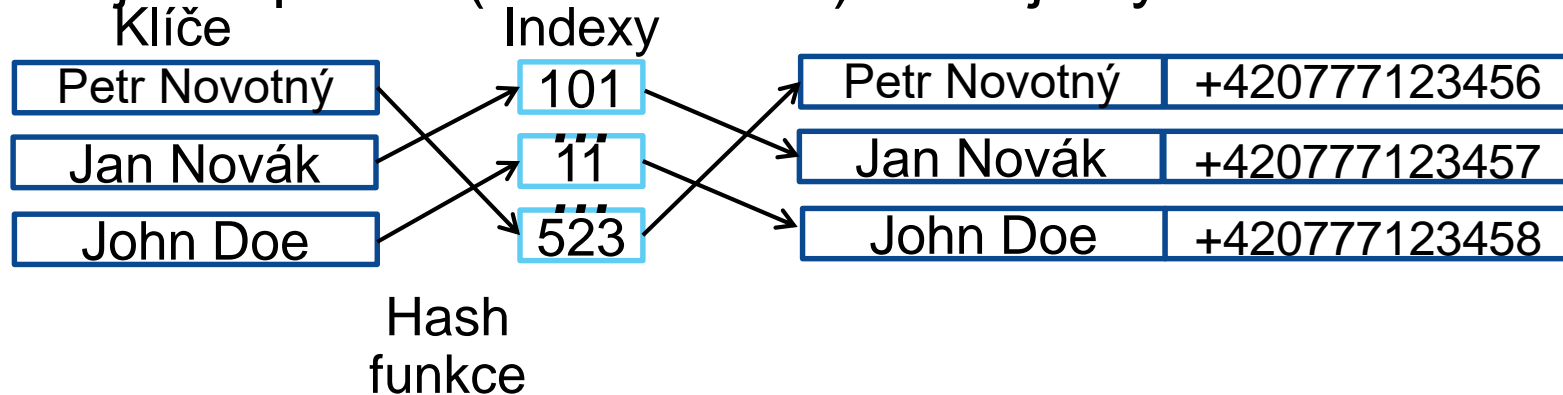 Klíče Indexy
Petr Novotný 101 Petr Novotný +420777123456
...
Jan Novák 11 Jan Novák +420777123457
...
John Doe 523 John Doe +420777123458
Hash
funkce